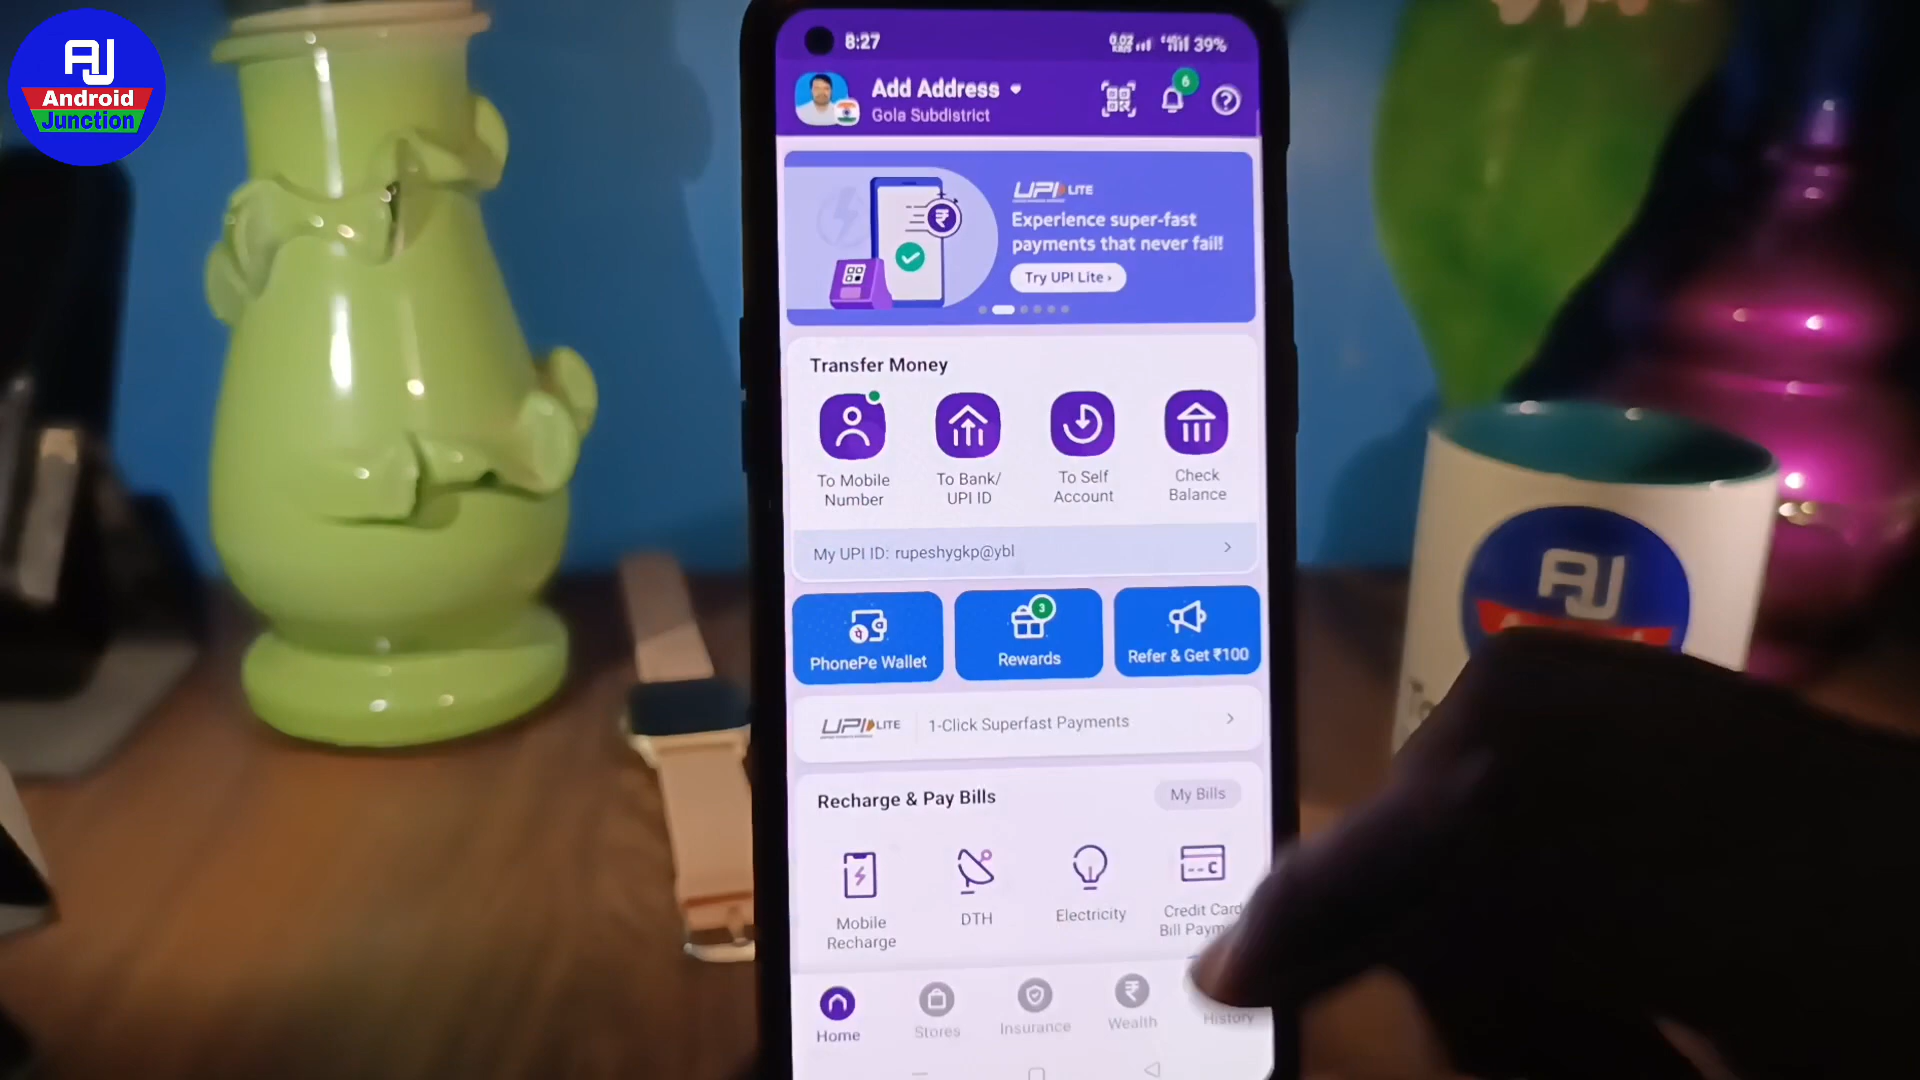 AJ
Android
Junction
8:27
39%
Add Address
Gola Subdistrict
6
UPI LITE
Experience super-fast
payments that never fail!
Try UPI Lite ›
Transfer Money
To Mobile
Number
To Bank/
UPI ID
To Self
Account
Check
Balance
My UPI ID: rupeshygkp@ybl
PhonePe Wallet
3
Rewards
Refer & Get ₹100
UPI LITE
1-Click Superfast Payments
Recharge & Pay Bills
My Bills
Mobile
Recharge
DTH
Electricity
Credit Card
Bill
Home
Stores
Insurance
Wealth
History
AJ